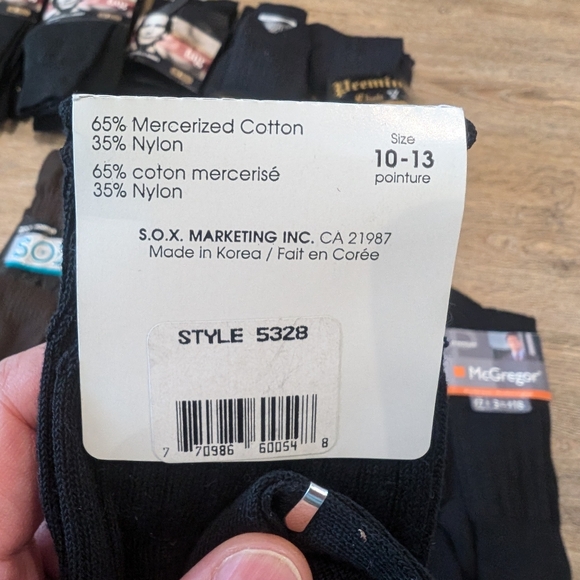 65% Mercerized Cotton
35% Nylon
65% coton mercerisé
35% Nylon
Size
10-13
pointure
S.O.X. MARKETING INC. CA 21987
Made in Korea / Fait en Corée
STYLE 5328
7 70986 60054 8
McGregor